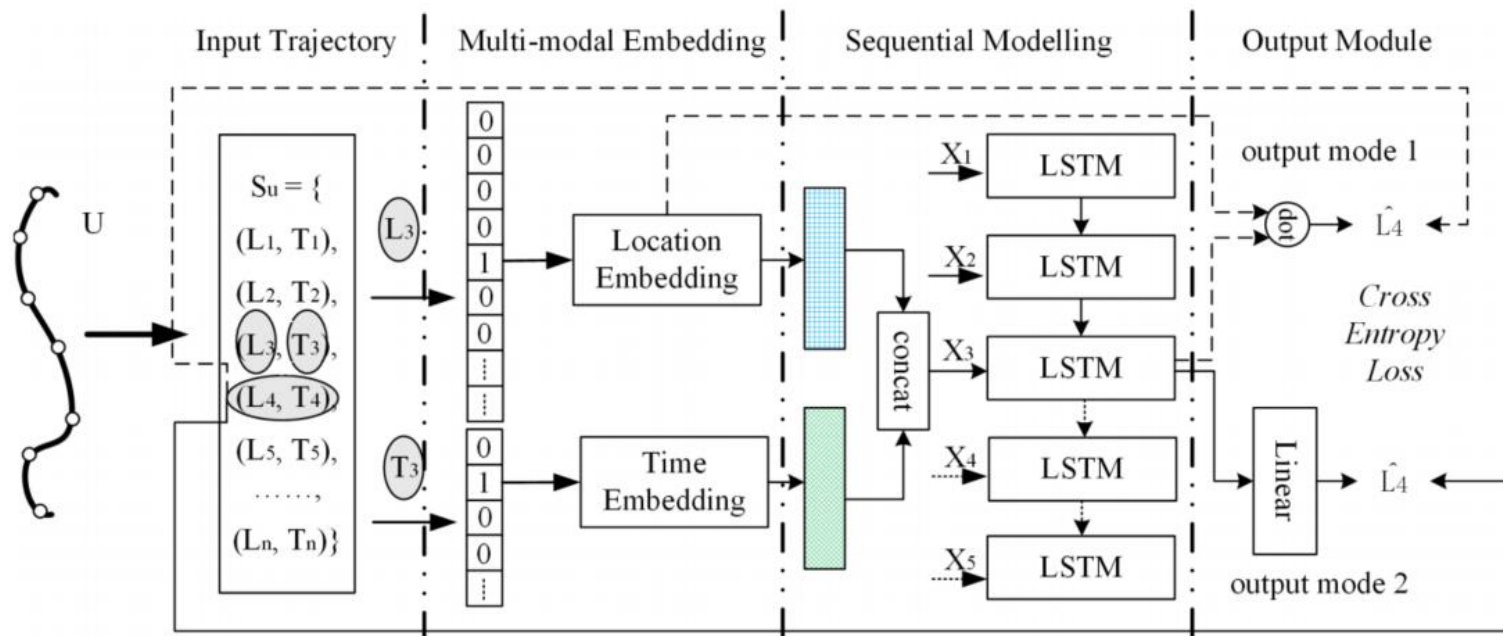 Input Trajectory
Multi-modal Embedding
Sequential Modelling
Output Module
U
Su = {
(L1, T1),
(L2, T2),
(L3, T3),
(L4, T4),
(L5, T5),
......,
(Ln, Tn)}
L3
T3
0
0
0
0
1
0
0
0
1
0
0
Location
Embedding
Time
Embedding
concat
X1
LSTM
X2
LSTM
X3
LSTM
X4
LSTM
X5
LSTM
output mode 1
dot
L̂4
Cross
Entropy
Loss
Linear
L̂4
output mode 2